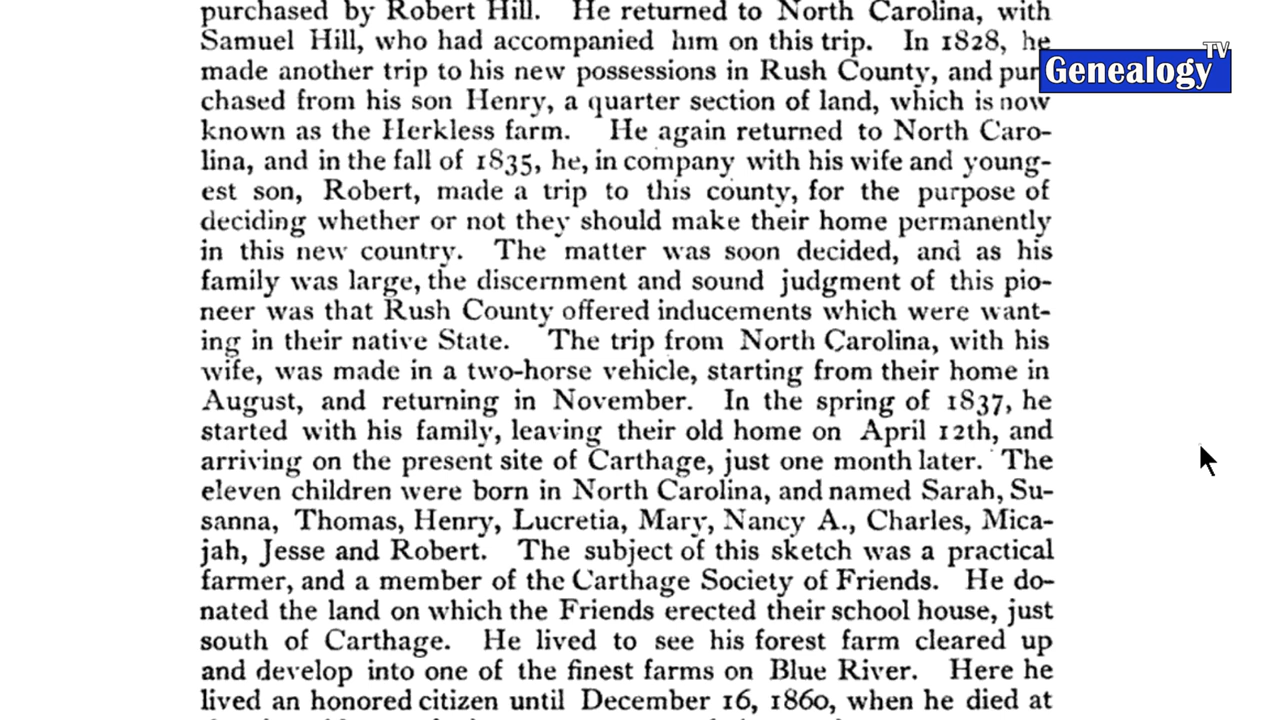 purchased by Robert Hill. He returned to North Carolina, with
Samuel Hill, who had accompanied him on this trip. In 1828, he
made another trip to his new possessions in Rush County, and pur-
chased from his son Henry, a quarter section of land, which is now
known as the Herkless farm. He again returned to North Caro-
lina, and in the fall of 1835, he, in company with his wife and young-
est son, Robert, made a trip to this county, for the purpose of
deciding whether or not they should make their home permanently
in this new country. The matter was soon decided, and as his
family was large, the discernment and sound judgment of this pio-
neer was that Rush County offered inducements which were want-
ing in their native State. The trip from North Carolina, with his
wife, was made in a two-horse vehicle, starting from their home in
August, and returning in November. In the spring of 1837, he
started with his family, leaving their old home on April 12th, and
arriving on the present site of Carthage, just one month later. The
eleven children were born in North Carolina, and named Sarah, Su-
sanna, Thomas, Henry, Lucretia, Mary, Nancy A., Charles, Mica-
jah, Jesse and Robert. The subject of this sketch was a practical
farmer, and a member of the Carthage Society of Friends. He do-
nated the land on which the Friends erected their school house, just
south of Carthage. He lived to see his forest farm cleared up
and develop into one of the finest farms on Blue River. Here he
lived an honored citizen until December 16, 1860, when he died at
Genealogy TV